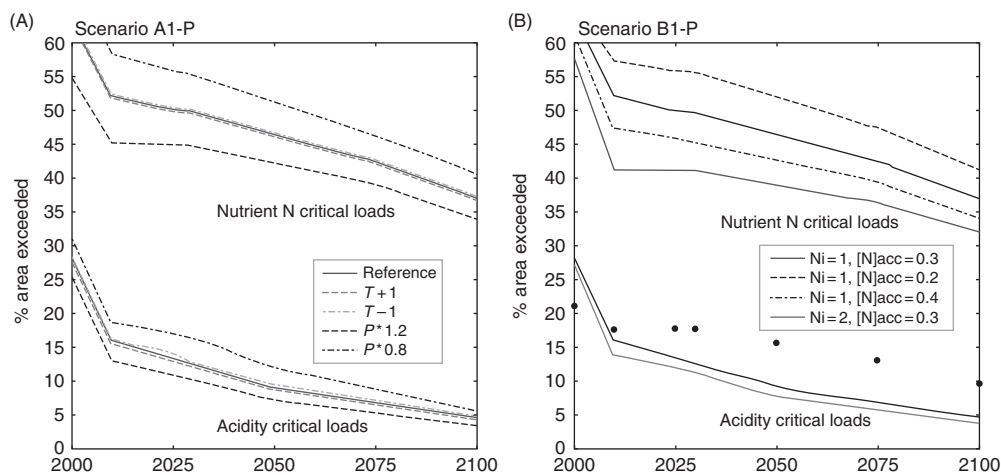 (A)
Scenario A1-P
60
55
50
45
40
35
30
25
20
15
10
5
0
% area exceeded
Nutrient N critical loads
Reference
T+1
T−1
P*1.2
P*0.8
Acidity critical loads
2000
2025
2050
2075
2100
(B)
Scenario B1-P
60
55
50
45
40
35
30
25
20
15
10
5
0
% area exceeded
Nutrient N critical loads
Ni=1, [N]acc=0.3
Ni=1, [N]acc=0.2
Ni=1, [N]acc=0.4
Ni=2, [N]acc=0.3
Acidity critical loads
2000
2025
2050
2075
2100